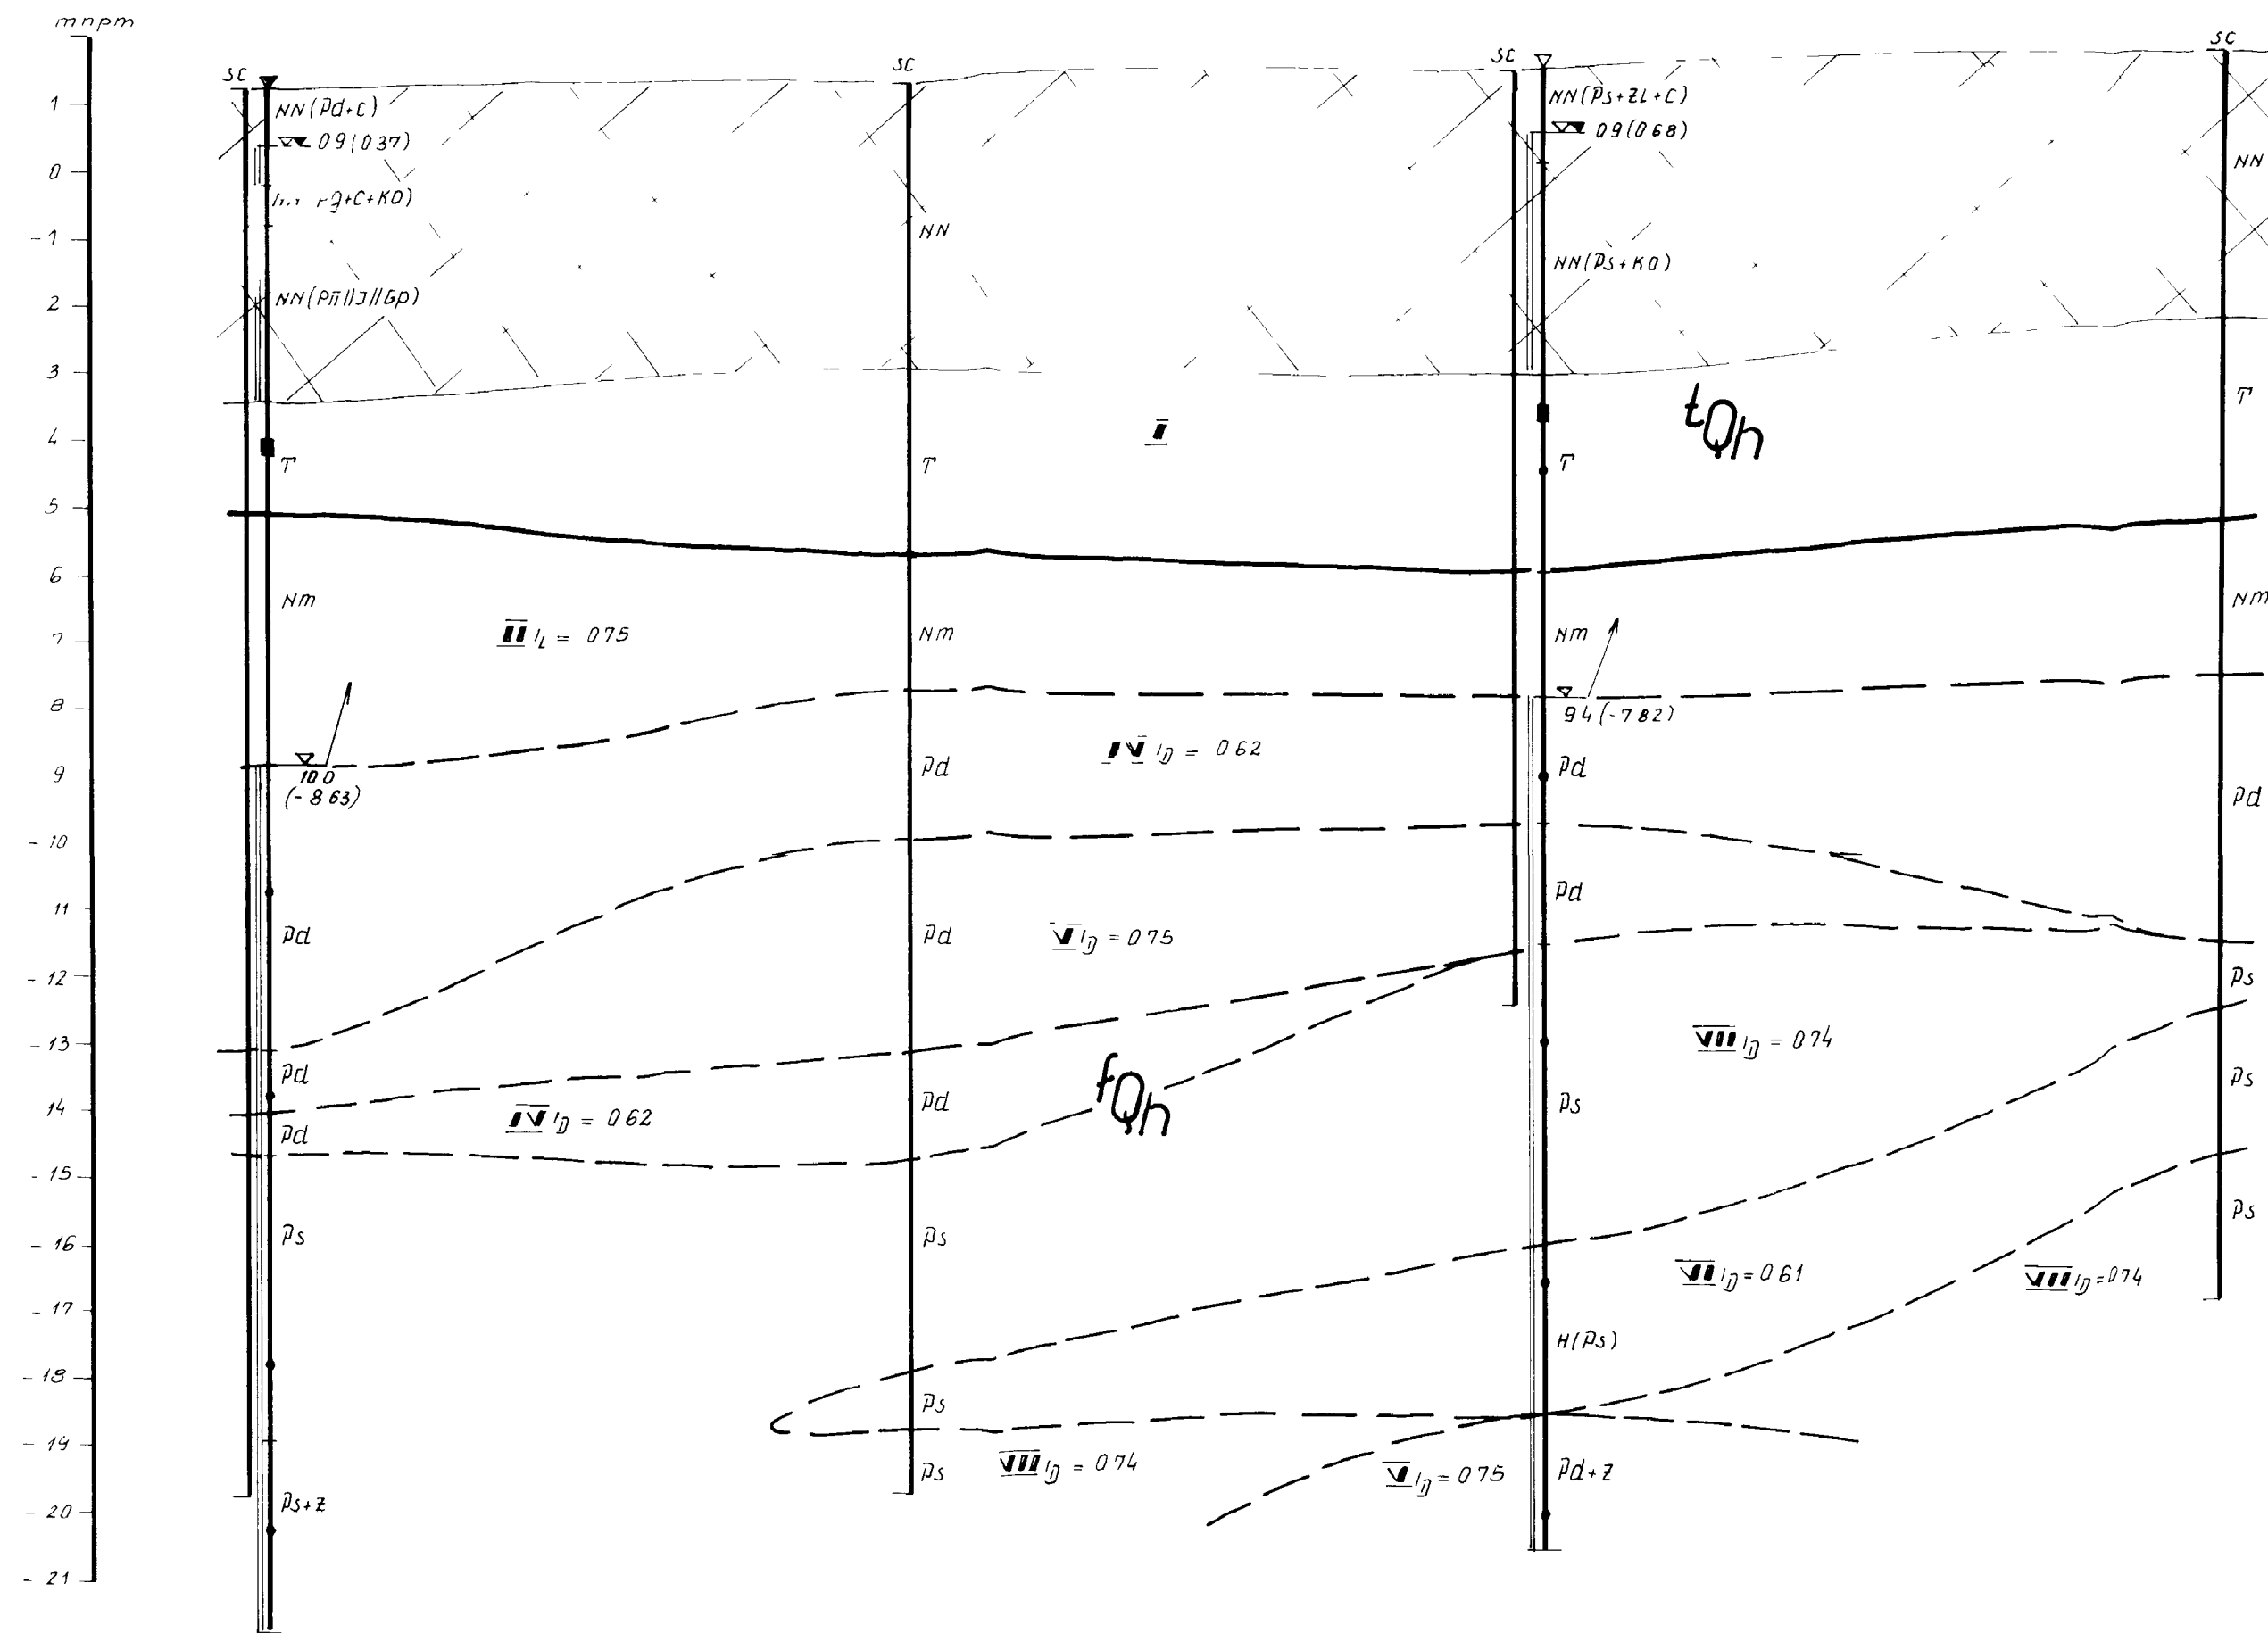 mnpm
1
0
-1
2
3
4
5
6
7
8
9
- 10
11
- 12
- 13
14
- 15
- 16
- 17
- 18
- 19
- 20
- 21
SC
NN(Pd+C)
09(037)
+C+KO)
T
Nm
II IL = 075
100
(-863)
Pd
Pd
Pd
IV ID = 062
Ps
Ps+Z
SC
NN
T
Nm
Pd
Pd
Pd
Ps
Ps
Ps
I
IV ID = 062
V ID = 075
fQh
VIII ID = 074
V ID = 075
SC
NN(Ps+ZL+C)
09(068)
NN(Ps+KO)
T
Nm
94(-782)
Pd
Pd
Ps
H(Ps)
Pd+Z
tQh
VIII ID = 074
VII ID = 061
VIII ID = 074
SC
NN
T
Nm
Pd
Ps
Ps
Ps